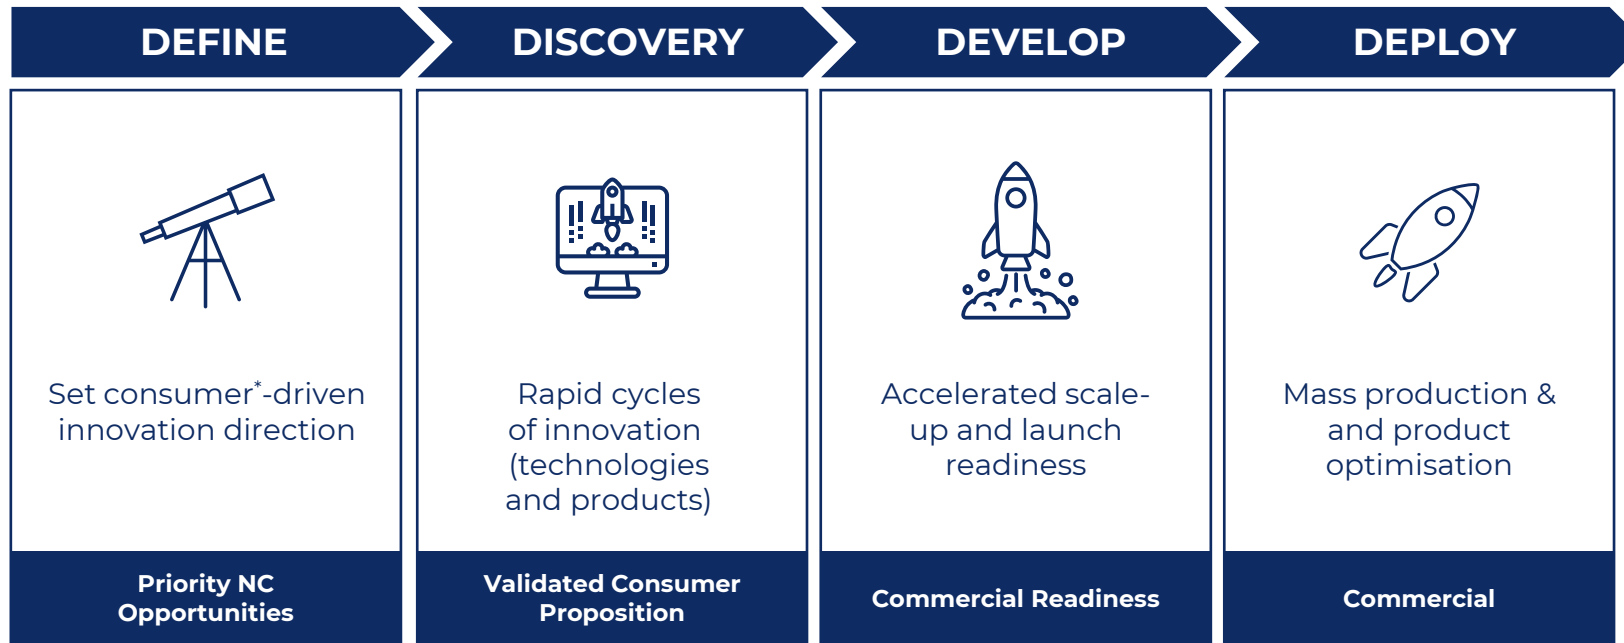 DEFINE
DISCOVERY
DEVELOP
DEPLOY
Set consumer*-driven
innovation direction
Rapid cycles
of innovation
(technologies
and products)
Accelerated scale-
up and launch
readiness
Mass production &
and product
optimisation
Priority NC
Opportunities
Validated Consumer
Proposition
Commercial Readiness
Commercial